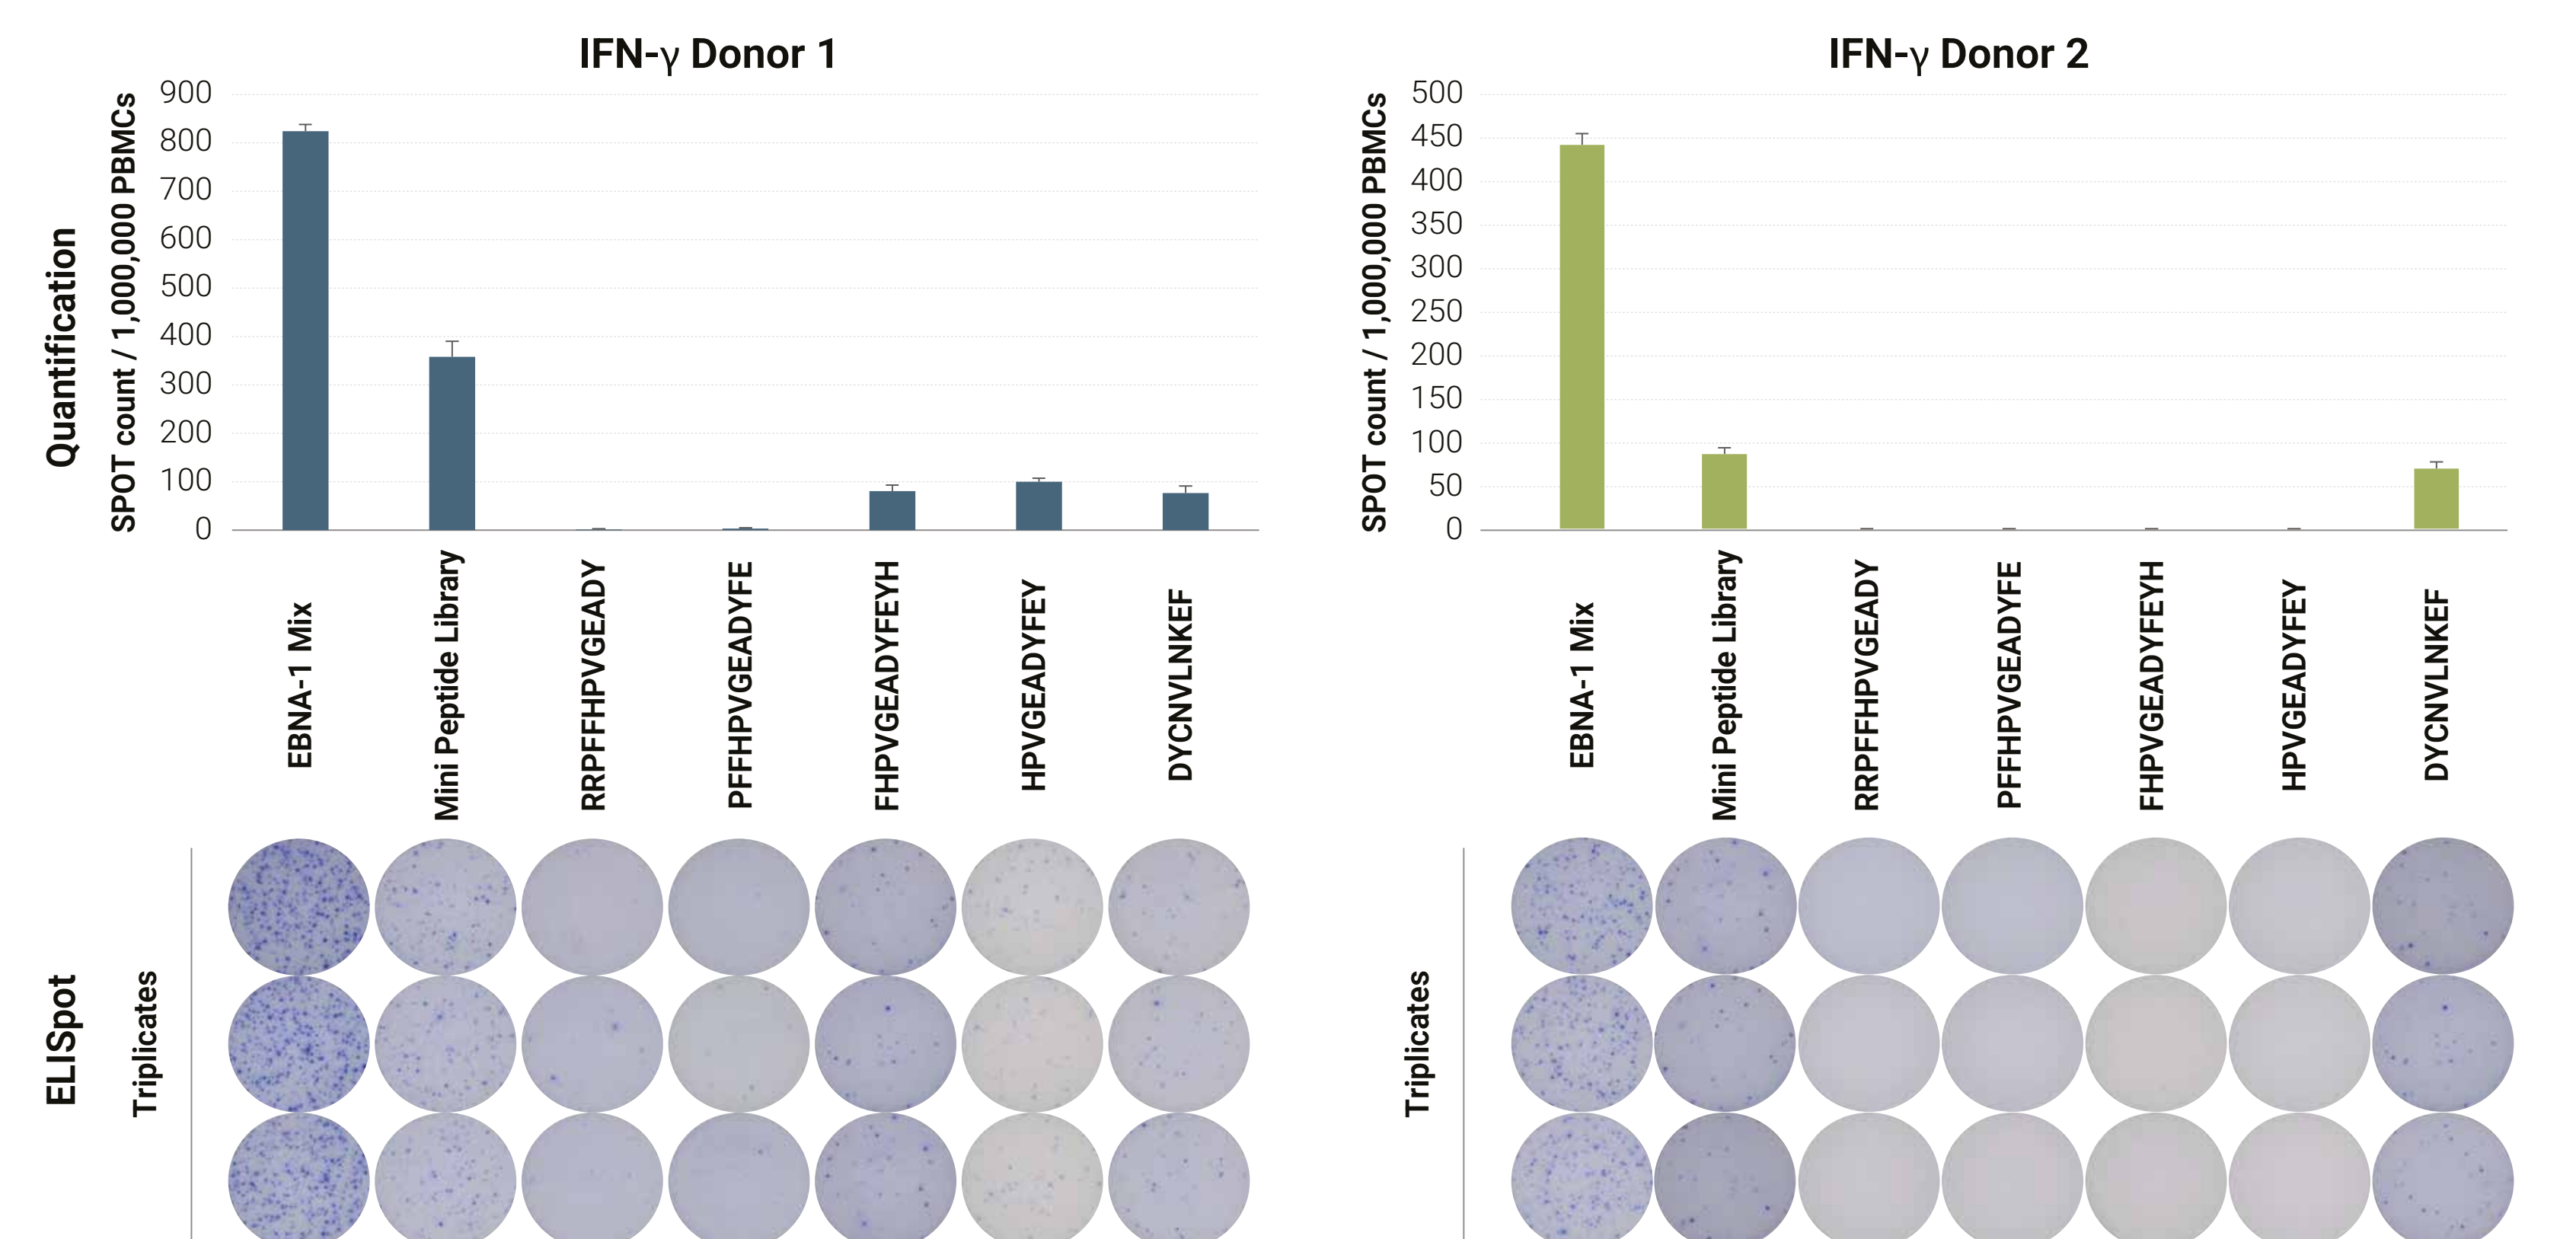 IFN-γ Donor 1
Quantification
SPOT count / 1,000,000 PBMCs
900
800
700
600
500
400
300
200
100
0
EBNA-1 Mix
Mini Peptide Library
RRPFFHPVGEADY
PFFHPVGEADYFE
FHPVGEADYFEYH
HPVGEADYFEY
DYCNVLNKEF
IFN-γ Donor 2
SPOT count / 1,000,000 PBMCs
500
450
400
350
300
250
200
150
100
50
0
EBNA-1 Mix
Mini Peptide Library
RRPFFHPVGEADY
PFFHPVGEADYFE
FHPVGEADYFEYH
HPVGEADYFEY
DYCNVLNKEF
ELISpot
Triplicates
Triplicates